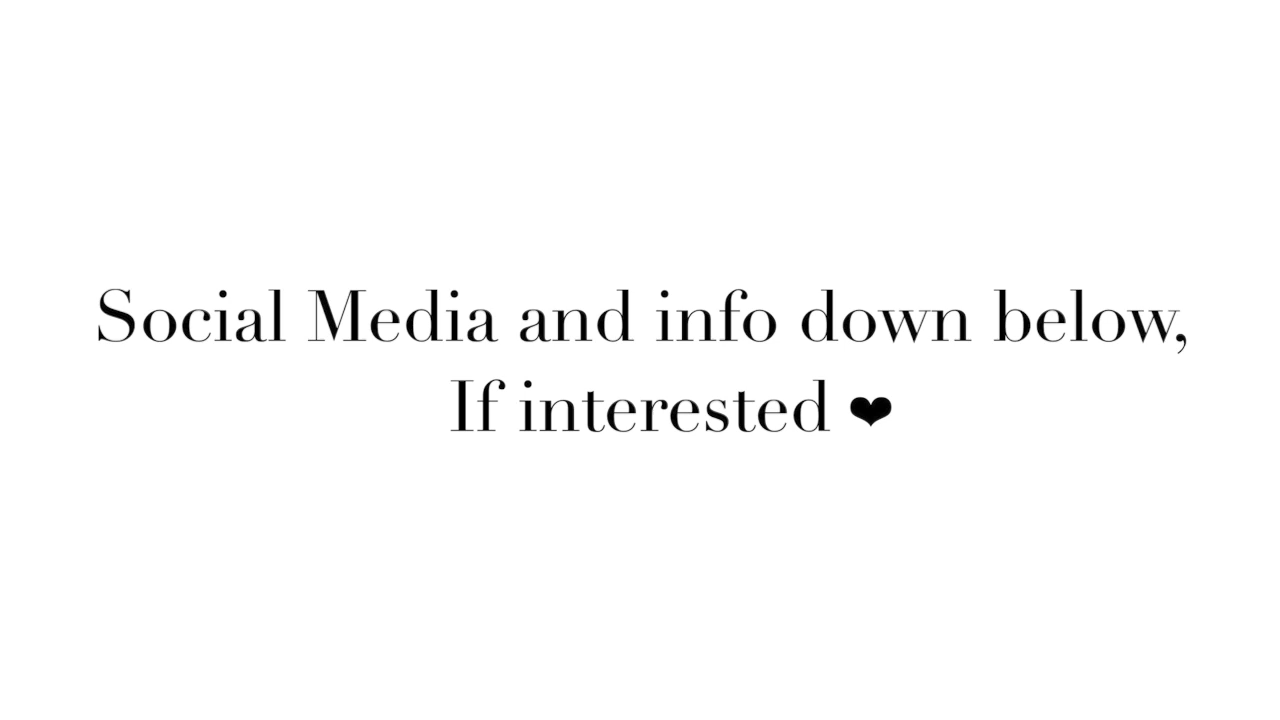 Social Media and info down below,
If interested ❤